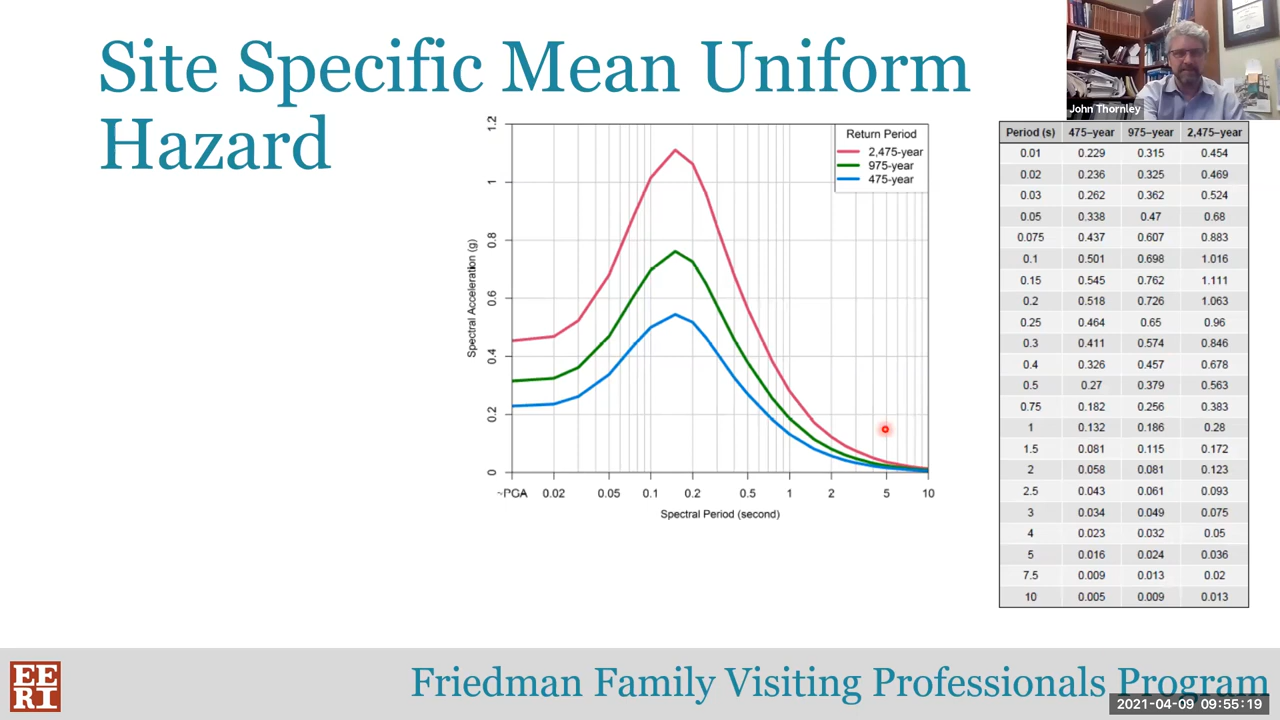 Site Specific Mean Uniform
Hazard
John Thornley
1.2
1
0.8
0.6
0.4
0.2
0
Spectral Acceleration (g)
Return Period
2,475-year
975-year
475-year
~PGA 0.02 0.05 0.1 0.2 0.5 1 2 5 10
Spectral Period (second)
Period (s) 475–year 975–year 2,475–year
0.01 0.229 0.315 0.454
0.02 0.236 0.325 0.469
0.03 0.262 0.362 0.524
0.05 0.338 0.47 0.68
0.075 0.437 0.607 0.883
0.1 0.501 0.698 1.016
0.15 0.545 0.762 1.111
0.2 0.518 0.726 1.063
0.25 0.464 0.65 0.96
0.3 0.411 0.574 0.846
0.4 0.326 0.457 0.678
0.5 0.27 0.379 0.563
0.75 0.182 0.256 0.383
1 0.132 0.186 0.28
1.5 0.081 0.115 0.172
2 0.058 0.081 0.123
2.5 0.043 0.061 0.093
3 0.034 0.049 0.075
4 0.023 0.032 0.05
5 0.016 0.024 0.036
7.5 0.009 0.013 0.02
10 0.005 0.009 0.013
EE
RI
Friedman Family Visiting Professionals Program
2021-04-09 09:55:19